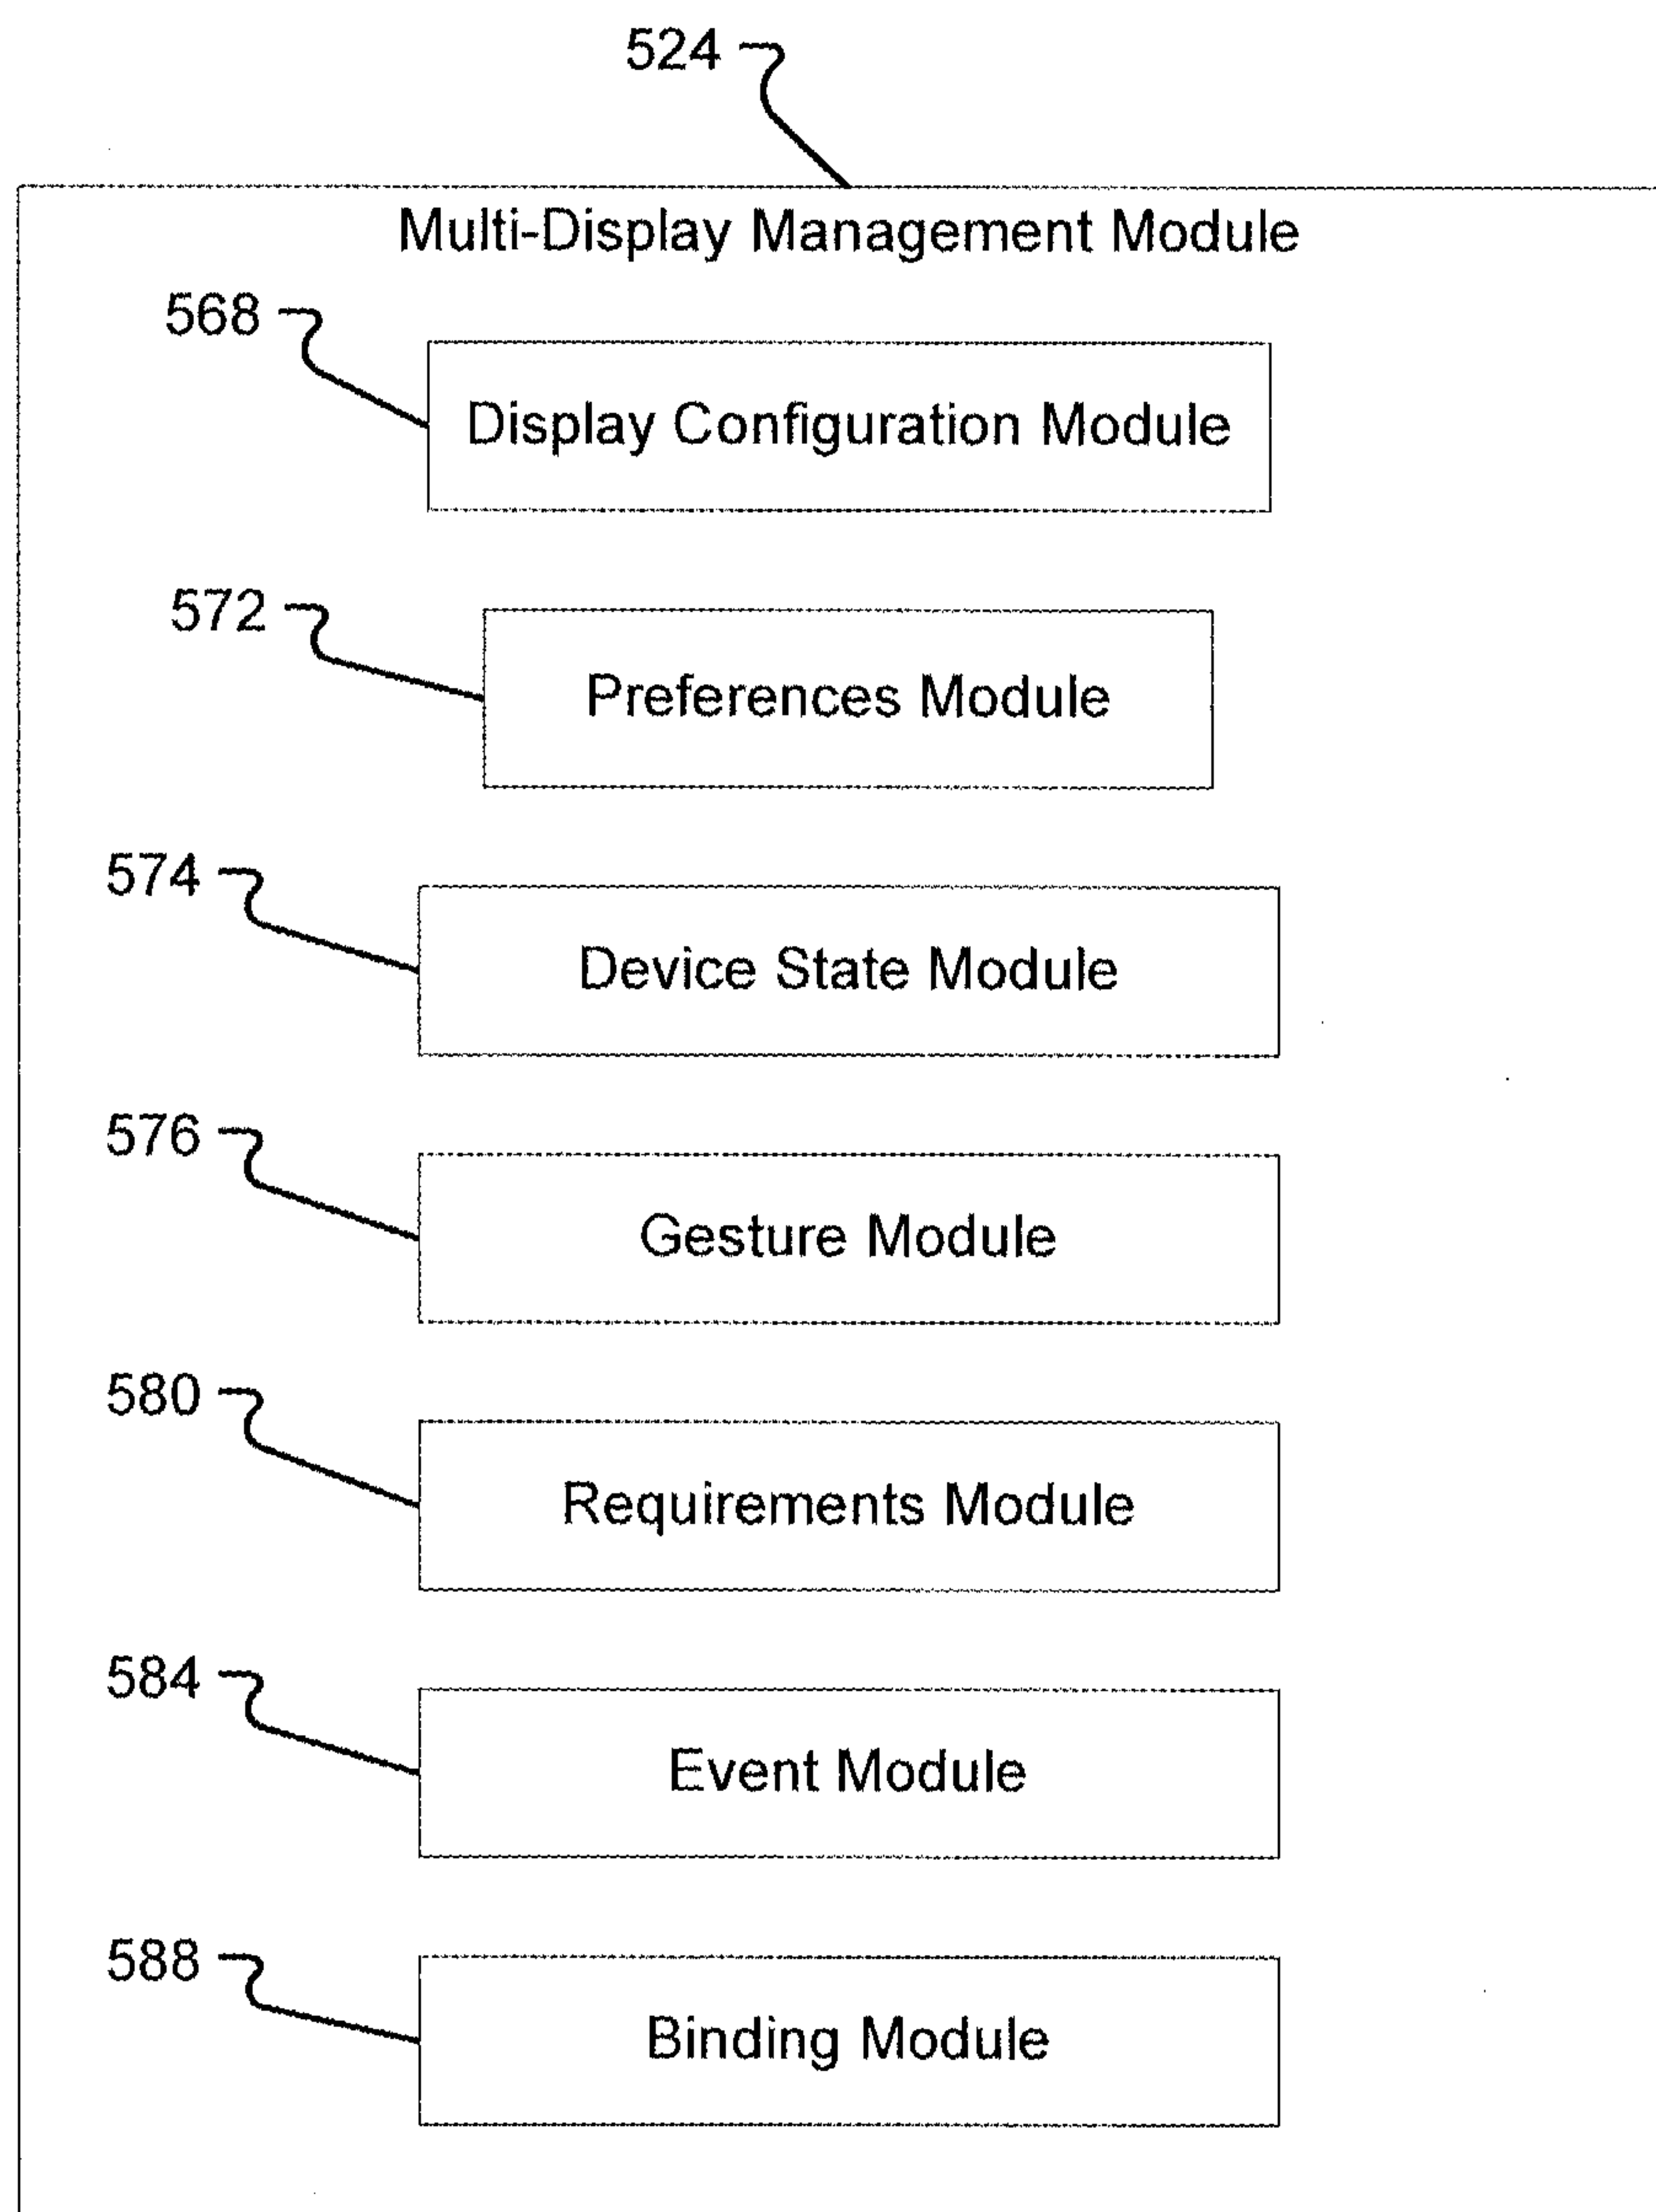 524
Multi-Display Management Module
568
Display Configuration Module
572
Preferences Module
574
Device State Module
576
Gesture Module
580
Requirements Module
584
Event Module
588
Binding Module